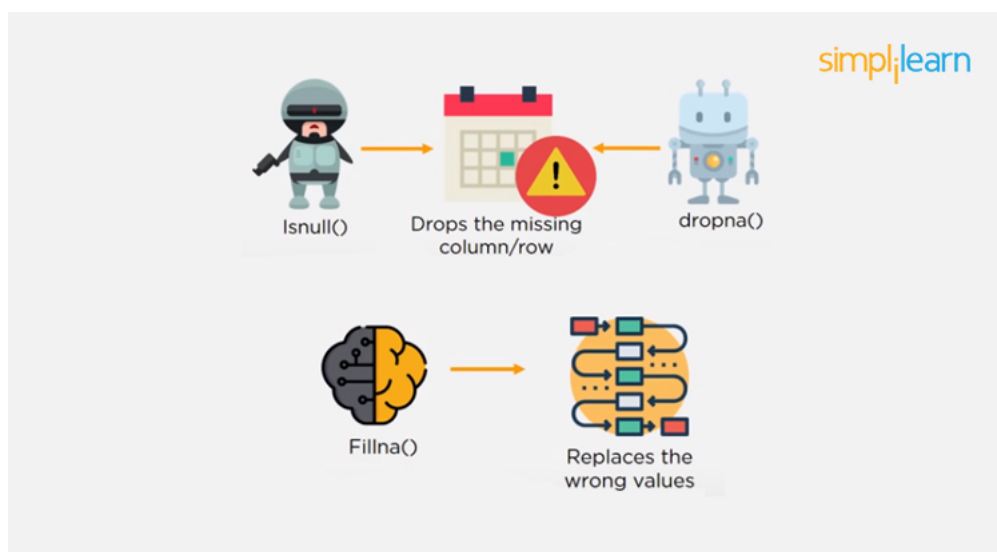 simplilearn
Isnull()
Drops the missing
column/row
dropna()
Fillna()
Replaces the
wrong values